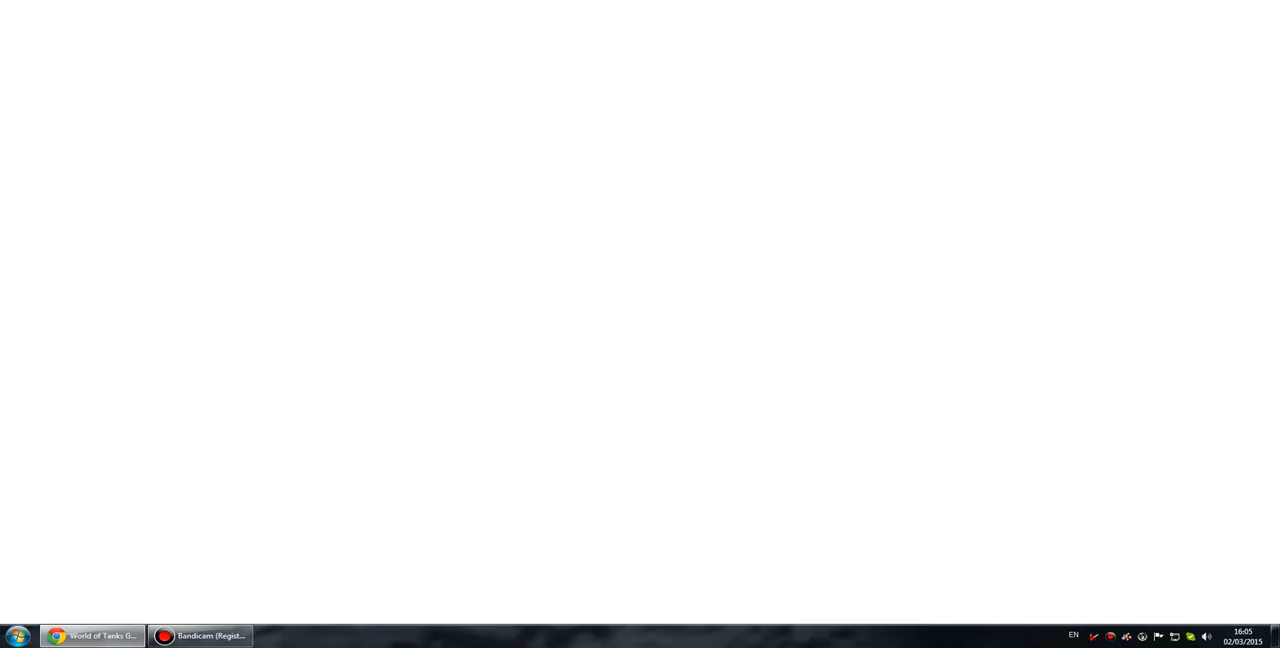 World of Tanks G...
Bandicam (Regist...
EN
16:05
02/03/2015